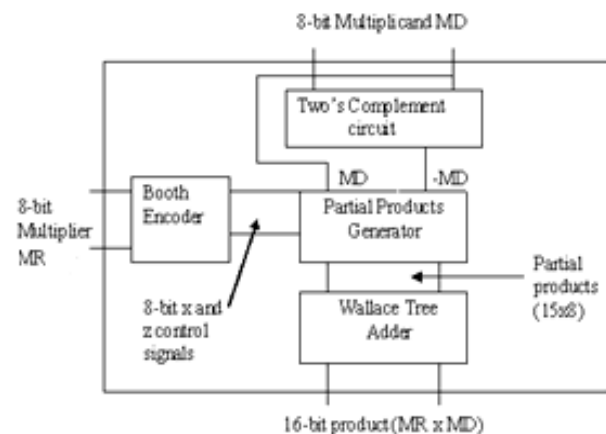 8-bit Multiplicand MD
Two's Complement
circuit
MD
-MD
Booth
Encoder
Partial Products
Generator
8-bit
Multiplier
MR
8-bit x and
z control
signals
Partial
products
(15x8)
Wallace Tree
Adder
16-bit product (MR x MD)